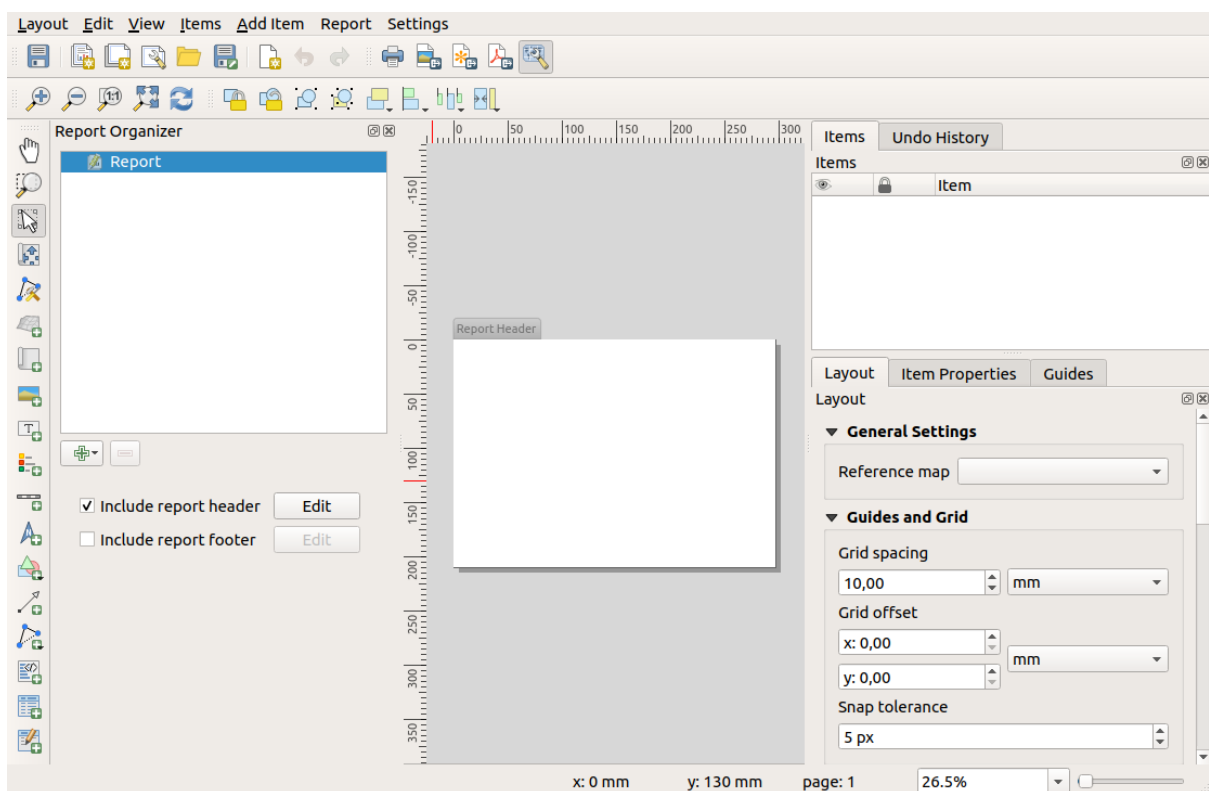 Layout Edit View Items Add Item Report Settings
1:1
Report Organizer
Report
Include report header Edit
Include report footer Edit
0 50 100 150 200 250 300
-150
-100
-50
0
50
100
150
200
250
300
350
Report Header
Items Undo History
Items
Item
Layout Item Properties Guides
Layout
General Settings
Reference map
Guides and Grid
Grid spacing
10,00 mm
Grid offset
x: 0,00
mm
y: 0,00
Snap tolerance
5 px
x: 0 mm y: 130 mm page: 1 26.5%